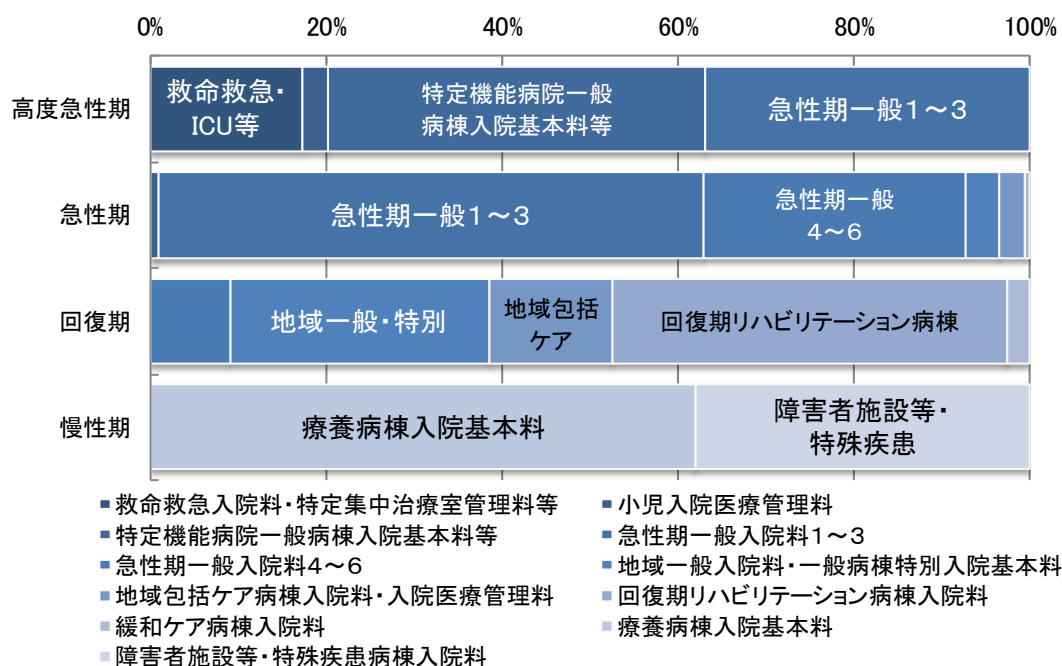 0% 20% 40% 60% 80% 100%
高度急性期
救命救急・
ICU等
特定機能病院一般
病棟入院基本料等
急性期一般1~3
急性期
急性期一般1~3
急性期一般
4~6
回復期
地域一般・特別
地域包括
ケア
回復期リハビリテーション病棟
慢性期
療養病棟入院基本料
障害者施設等・
特殊疾患
救命救急入院料・特定集中治療室管理料等
小児入院医療管理料
特定機能病院一般病棟入院基本料等
急性期一般入院料1~3
急性期一般入院料4~6
地域一般入院料・一般病棟特別入院基本料
地域包括ケア病棟入院料・入院医療管理料
回復期リハビリテーション病棟入院料
緩和ケア病棟入院料
療養病棟入院基本料
障害者施設等・特殊疾患病棟入院料